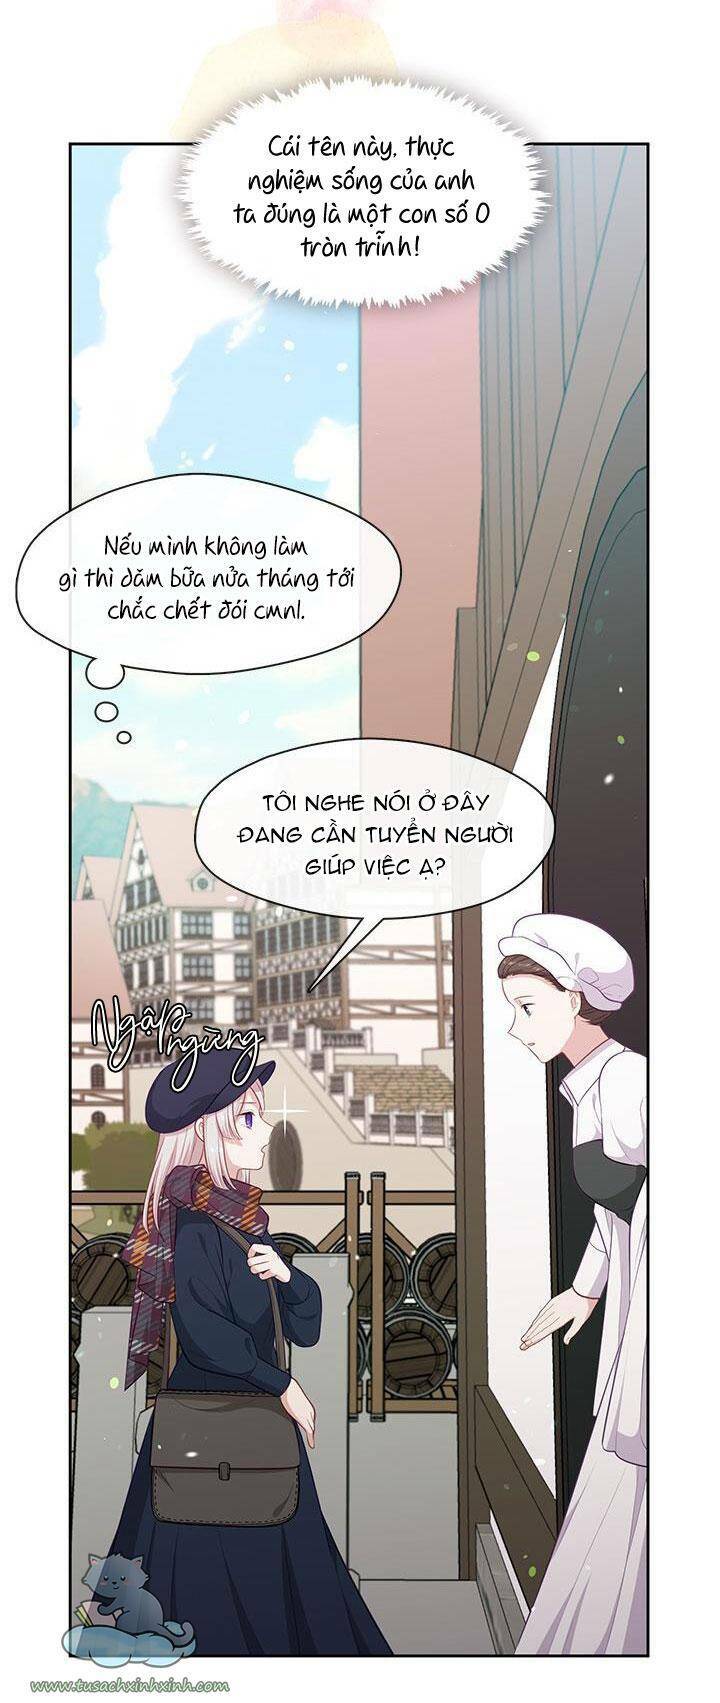 Cái tên này, thực
nghiệm sống của anh
ta đúng là một con số 0
tròn trĩnh!
Nếu mình không làm
gì thì dăm bữa nửa tháng tới
chắc chết đói cmnl.
TÔI NGHE NÓI Ở ĐÂY
ĐANG CẦN TUYỂN NGƯỜI
GIÚP VIỆC Ạ?
Ngập
ngừng
www.tusachxinhxinh.com